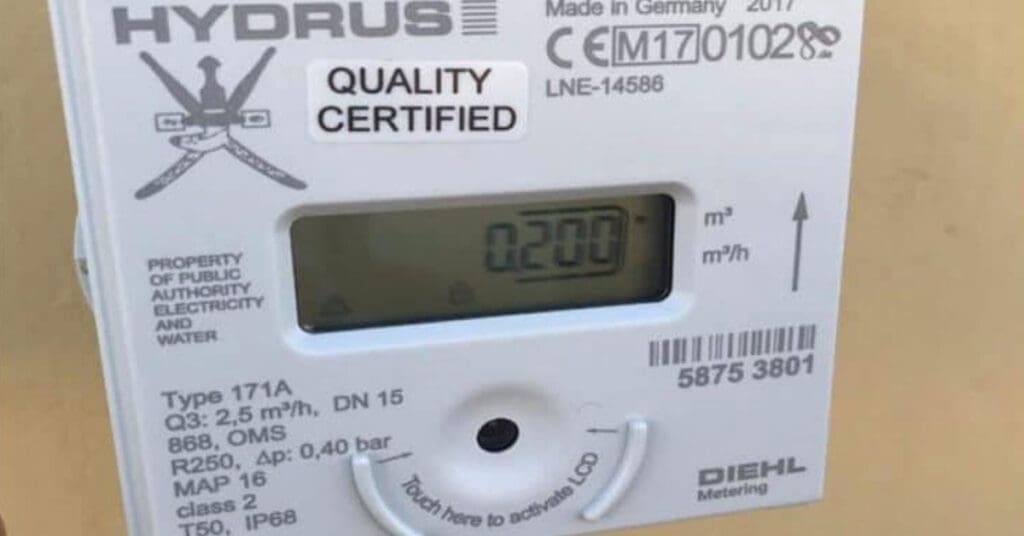 HYDRUS
Made in Germany 2017
CE M17 0102
LNE-14586
QUALITY
CERTIFIED
0.200
m³
m³/h
PROPERTY
OF PUBLIC
AUTHORITY
ELECTRICITY
AND
WATER
5875 3801
Type 171A
Q3: 2,5 m³/h, DN 15
868, OMS
R250, Δp: 0,40 bar
MAP 16
class 2
T50, IP68
Touch here to activate LCD
DIEHL
Metering